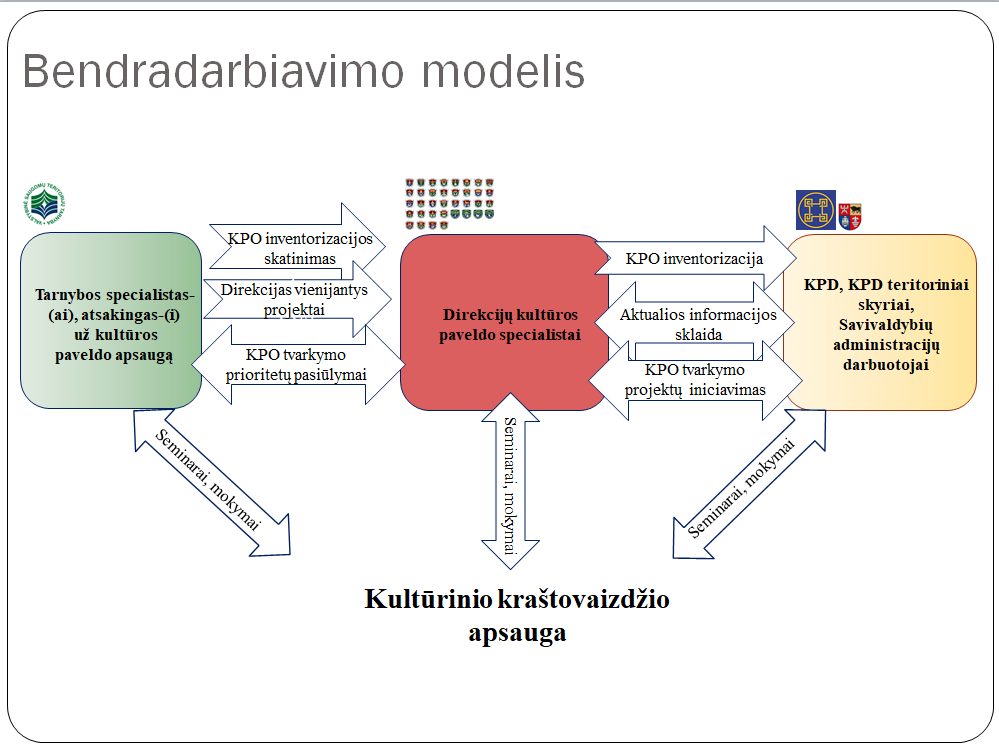 Bendradarbiavimo modelis
KPO inventorizacijos
skatinimas
Direkcijas vienijantys
projektai
KPO tvarkymo
prioritetų pasiūlymai
Tarnybos specialistas-
(ai), atsakingas-(i)
už kultūros
paveldo apsaugą
Direkcijų kultūros
paveldo specialistai
KPO inventorizacija
Aktualios informacijos
sklaida
KPO tvarkymo
projektų iniciavimas
KPD, KPD teritoriniai
skyriai,
Savivaldybių
administracijų
darbuotojai
Seminarai, mokymai
Seminarai, mokymai
Seminarai, mokymai
Kultūrinio kraštovaizdžio
apsauga